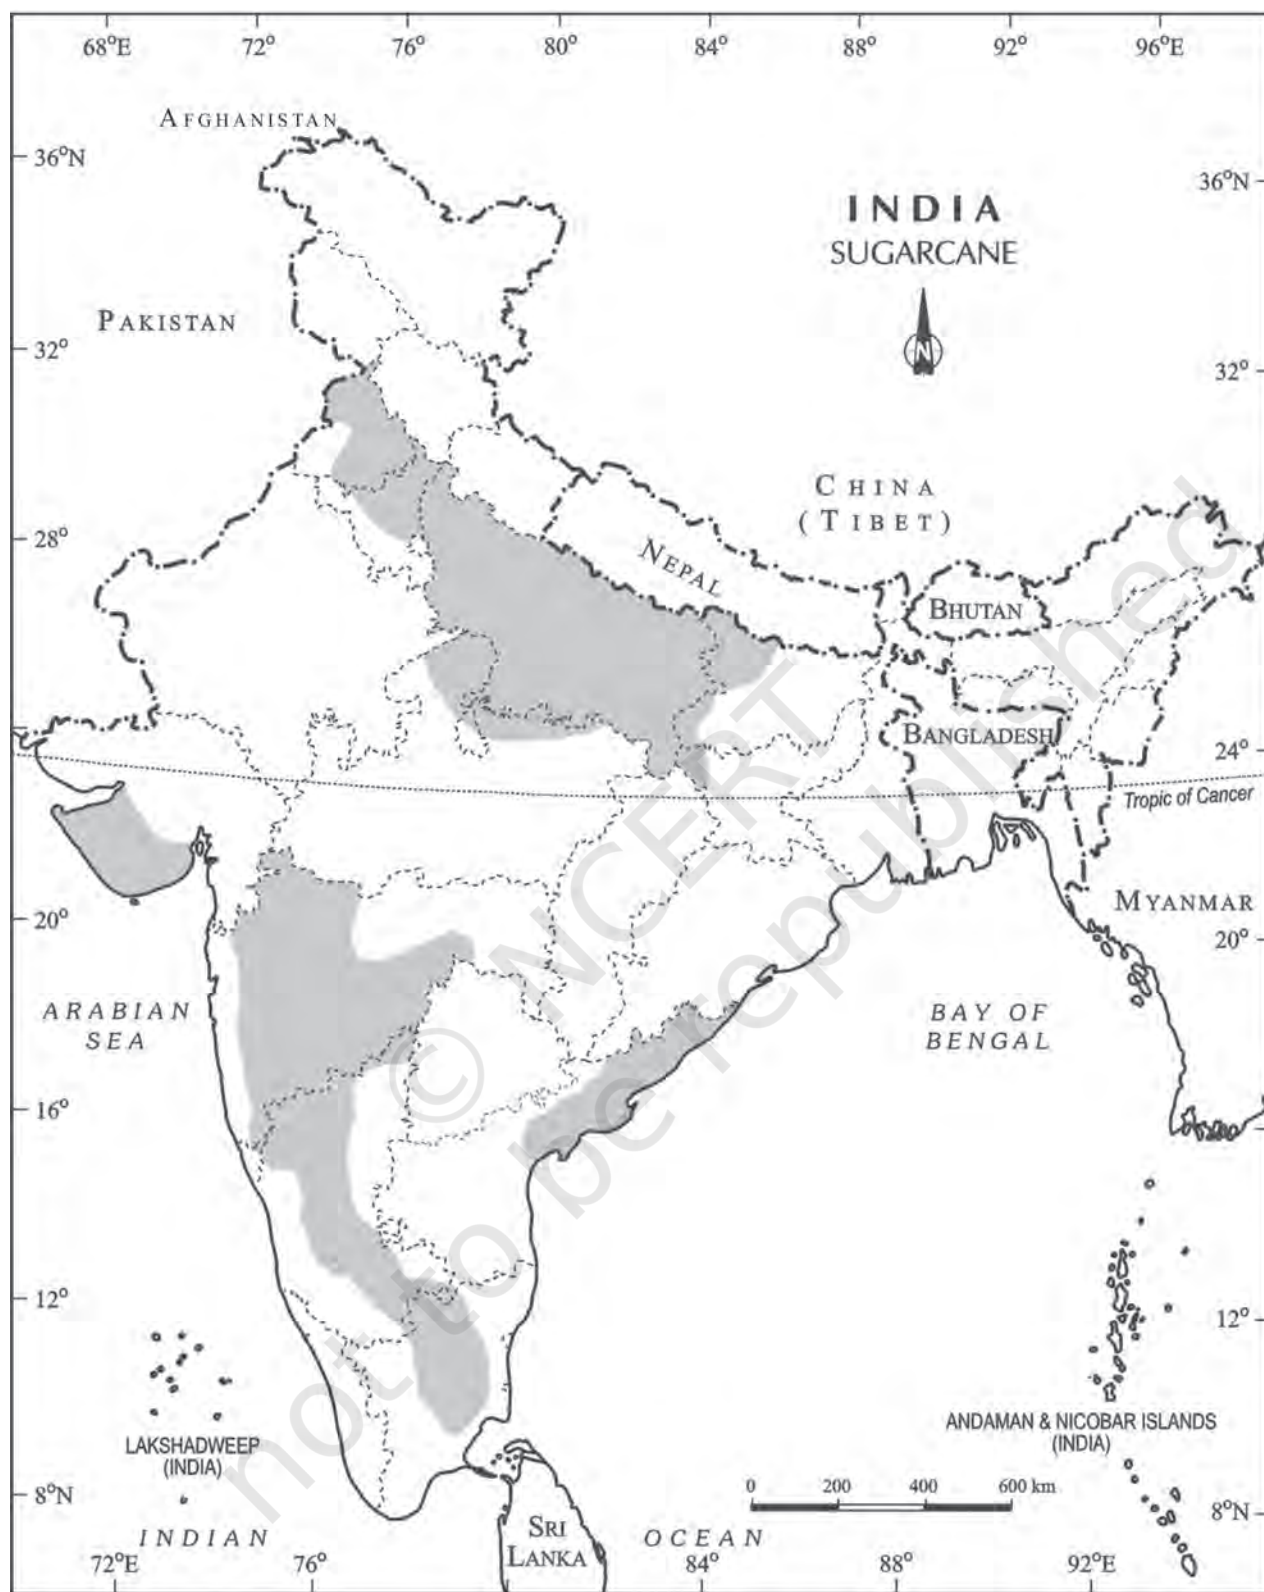 68°E 72° 76° 80° 84° 88° 92° 96°E
AFGHANISTAN
36°N
36°N
INDIA
SUGARCANE
N
PAKISTAN
32°
32°
CHINA
(TIBET)
28°
NEPAL
BHUTAN
BANGLADESH
24°
Tropic of Cancer
MYANMAR
20°
20°
ARABIAN
SEA
BAY OF
BENGAL
16°
12°
12°
LAKSHADWEEP
(INDIA)
ANDAMAN & NICOBAR ISLANDS
(INDIA)
0 200 400 600 km
8°N
8°N
INDIAN
OCEAN
SRI
LANKA
72°E 76° 84° 88° 92°E
© NCERT
not to be republished